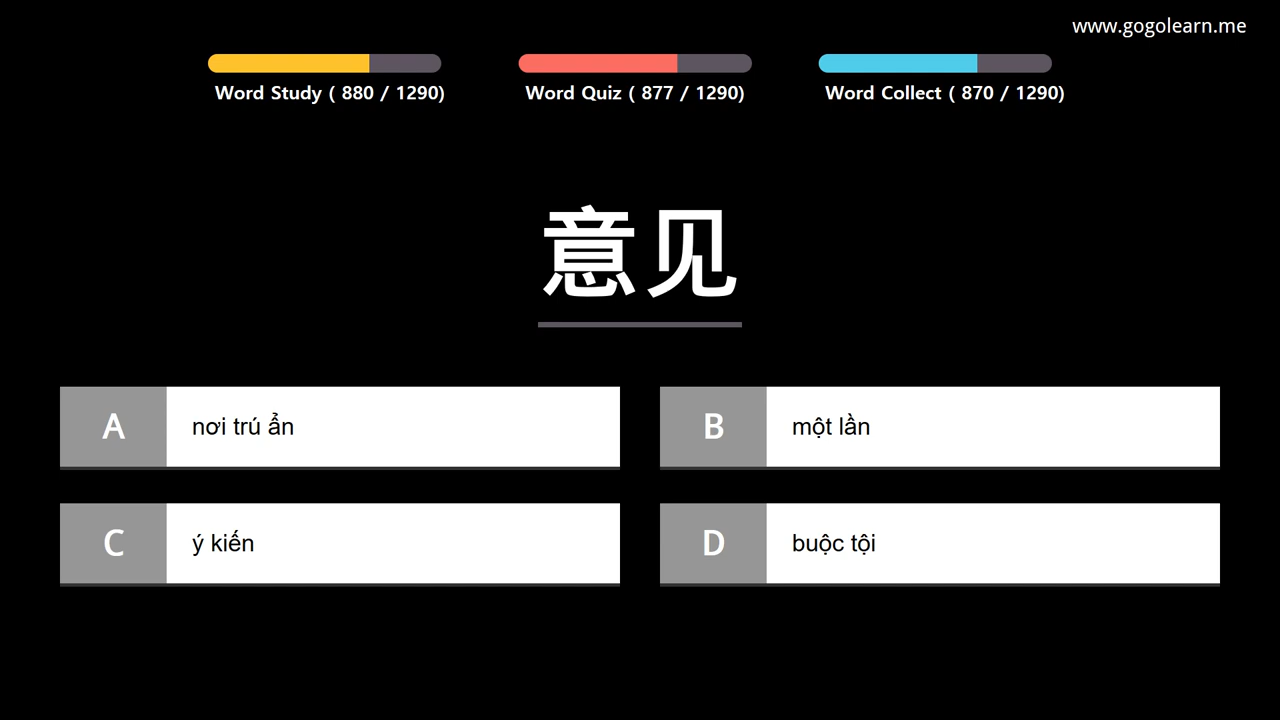 www.gogolearn.me
Word Study ( 880 / 1290)
Word Quiz ( 877 / 1290)
Word Collect ( 870 / 1290)
意见
A nơi trú ẩn
B một lần
C ý kiến
D buộc tội